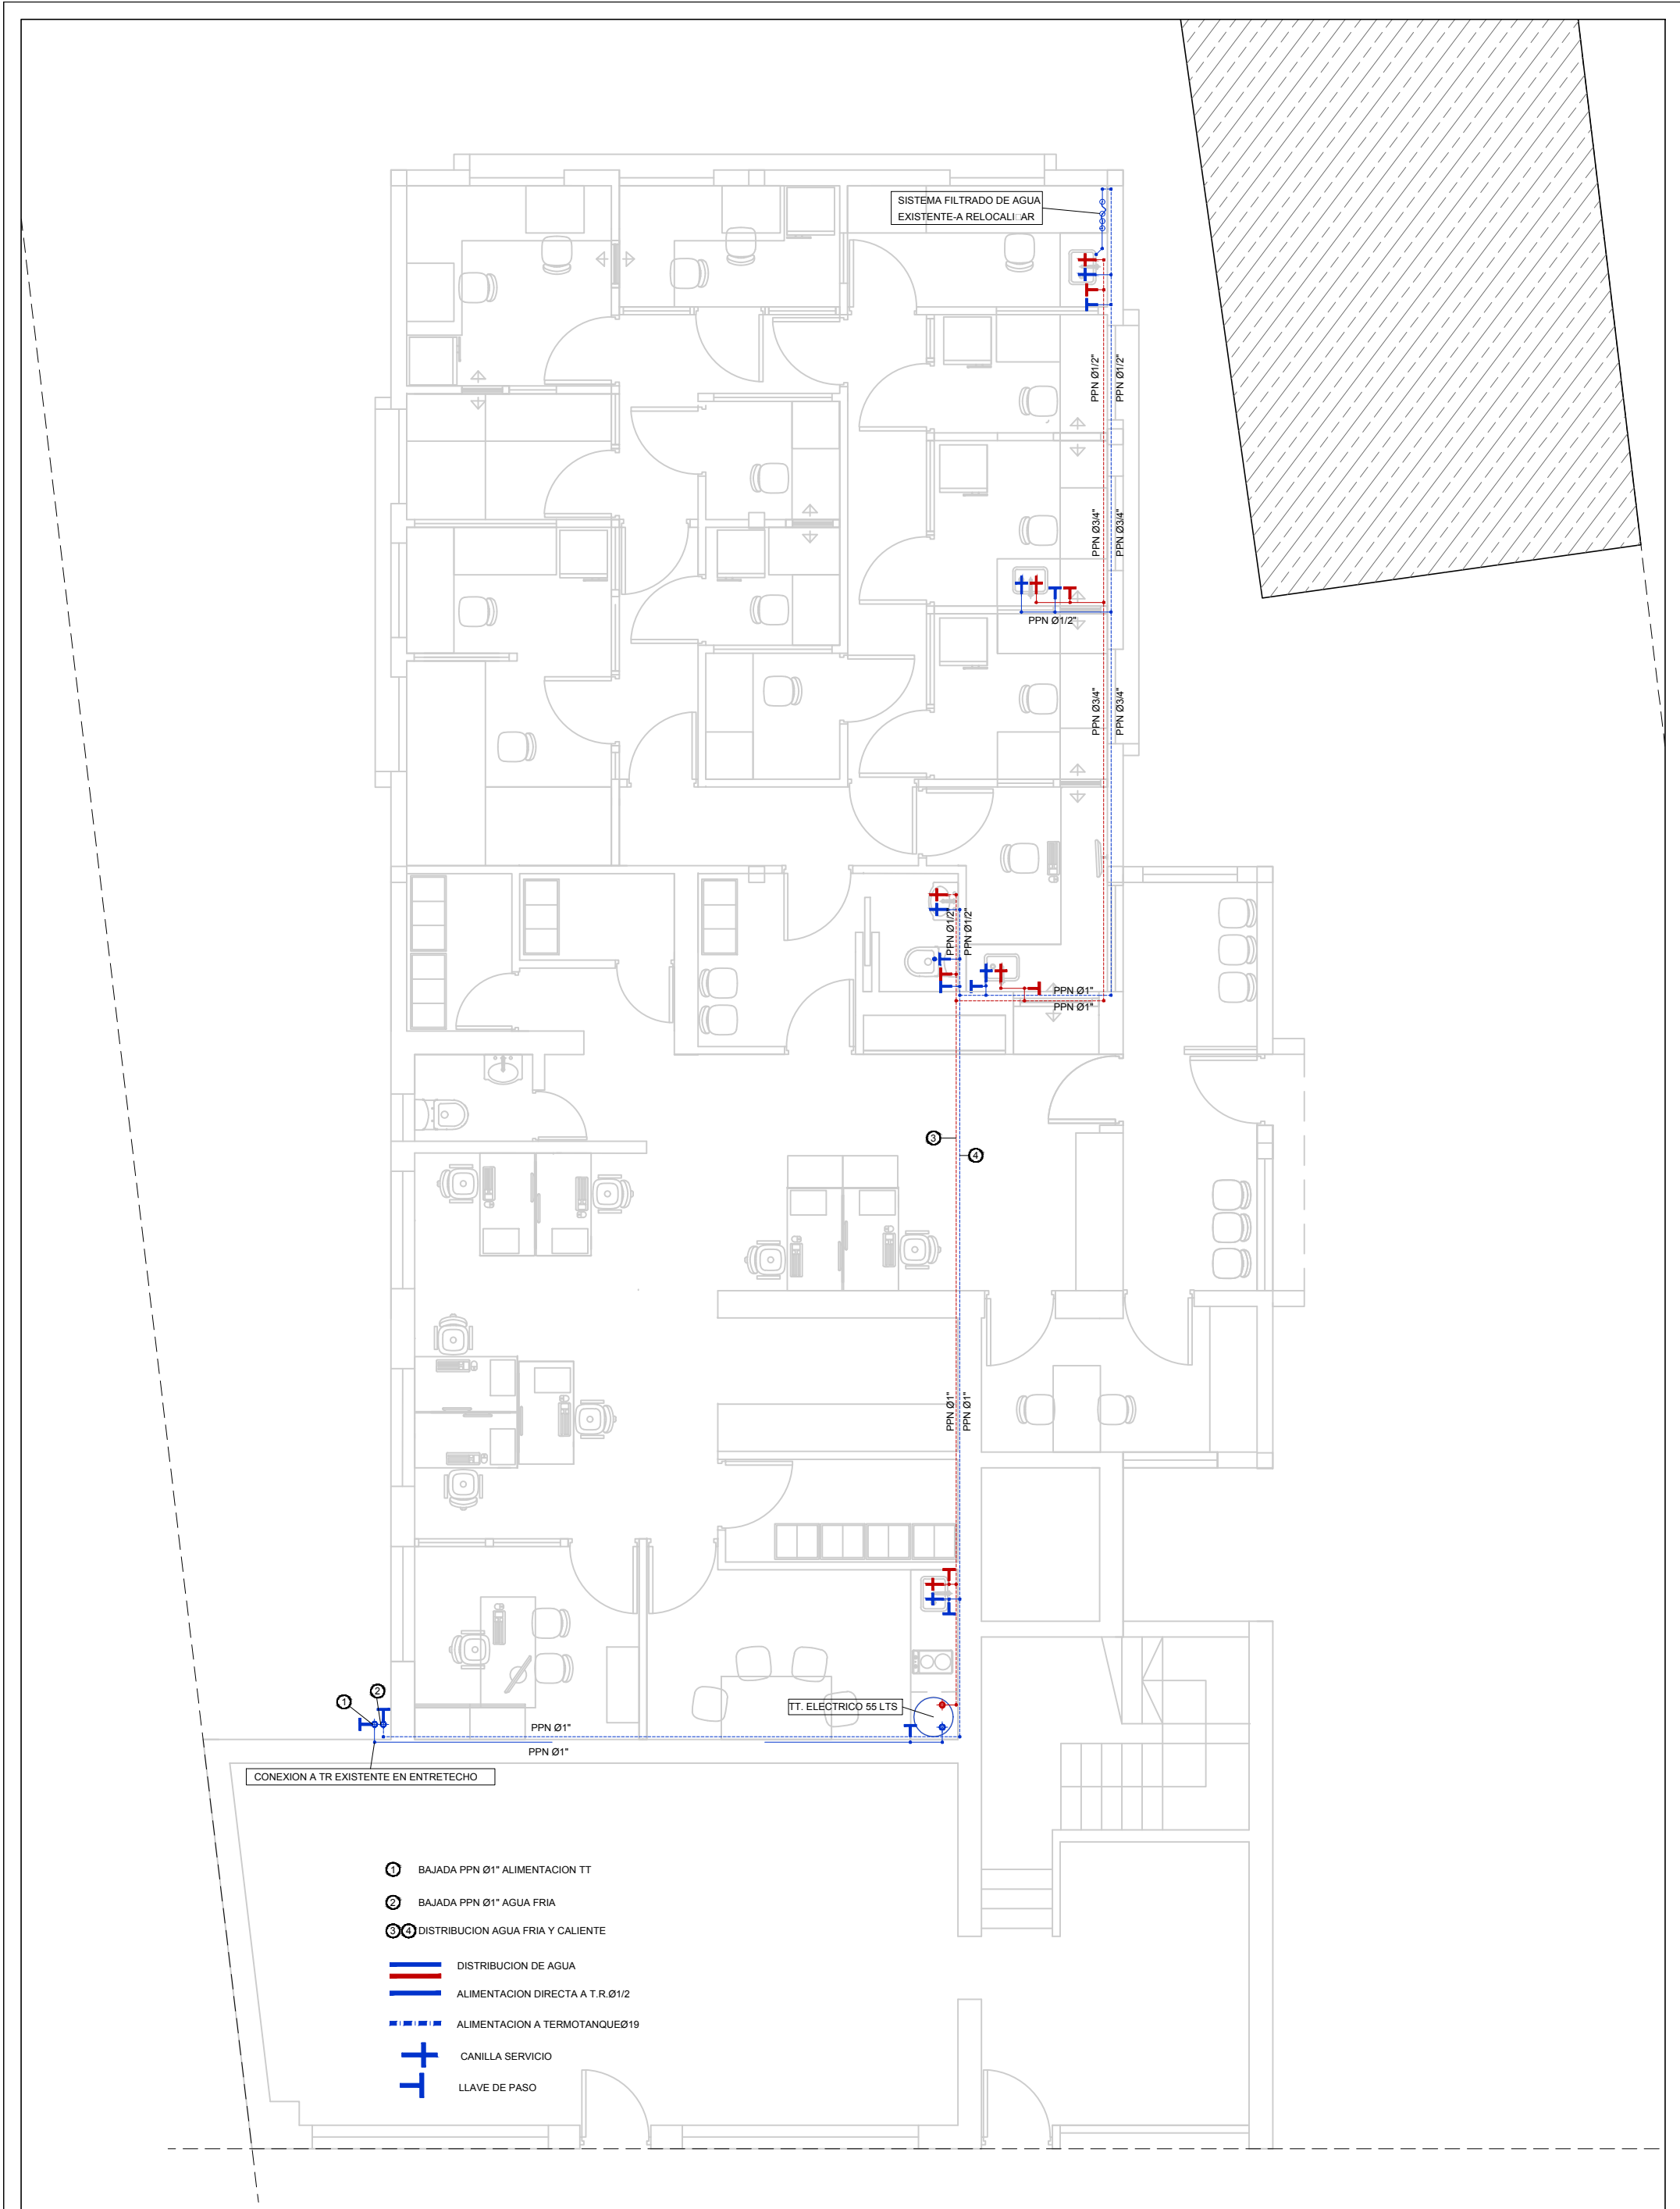 SISTEMA FILTRADO DE AGUA
EXISTENTE-A RELOCALI□AR
PPN Ø1/2"
PPN Ø1/2"
PPN Ø3/4"
PPN Ø3/4"
PPN Ø1/2"
PPN Ø3/4"
PPN Ø3/4"
PPN Ø1/2"
PPN Ø1/2"
PPN Ø1"
PPN Ø1"
3
4
PPN Ø1"
PPN Ø1"
2
1
TT. ELECTRICO 55 LTS
PPN Ø1"
PPN Ø1"
CONEXION A TR EXISTENTE EN ENTRETECHO
1 BAJADA PPN Ø1" ALIMENTACION TT
2 BAJADA PPN Ø1" AGUA FRIA
3 4 DISTRIBUCION AGUA FRIA Y CALIENTE
DISTRIBUCION DE AGUA
ALIMENTACION DIRECTA A T.R.Ø1/2
ALIMENTACION A TERMOTANQUEØ19
CANILLA SERVICIO
LLAVE DE PASO